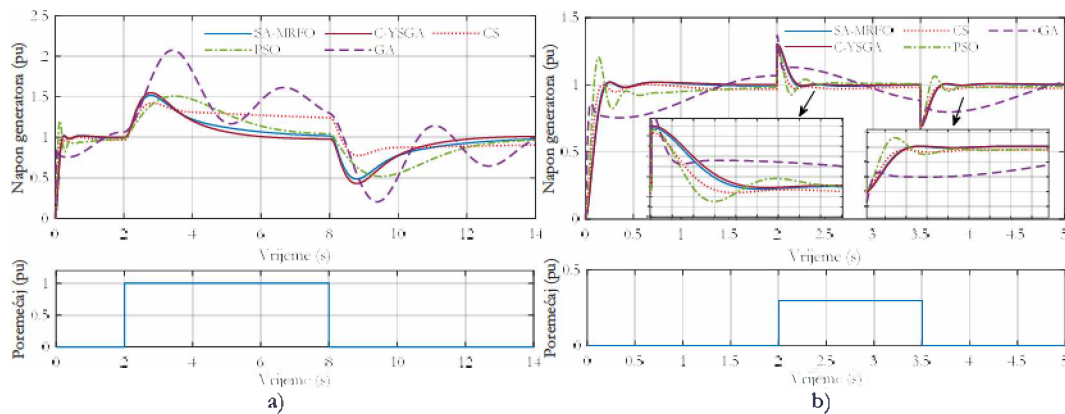 a)
SA-MRFO C-YSGA CS
PSO GA
Napon generatora (pu)
2.5
2
1.5
1
0.5
0
0 2 4 6 8 10 12 14
Vrijeme (s)
Poremećaj (pu)
1
0.5
0
0 2 4 6 8 10 12 14
Vrijeme (s)
a)
b)
SA-MRFO CS GA
C-YSGA PSO
Napon generatora (pu)
1.5
1
0.5
0
0 0.5 1 1.5 2 2.5 3 3.5 4 4.5 5
Vrijeme (s)
Poremećaj (pu)
0.5
0
0 0.5 1 1.5 2 2.5 3 3.5 4 4.5 5
Vrijeme (s)
b)